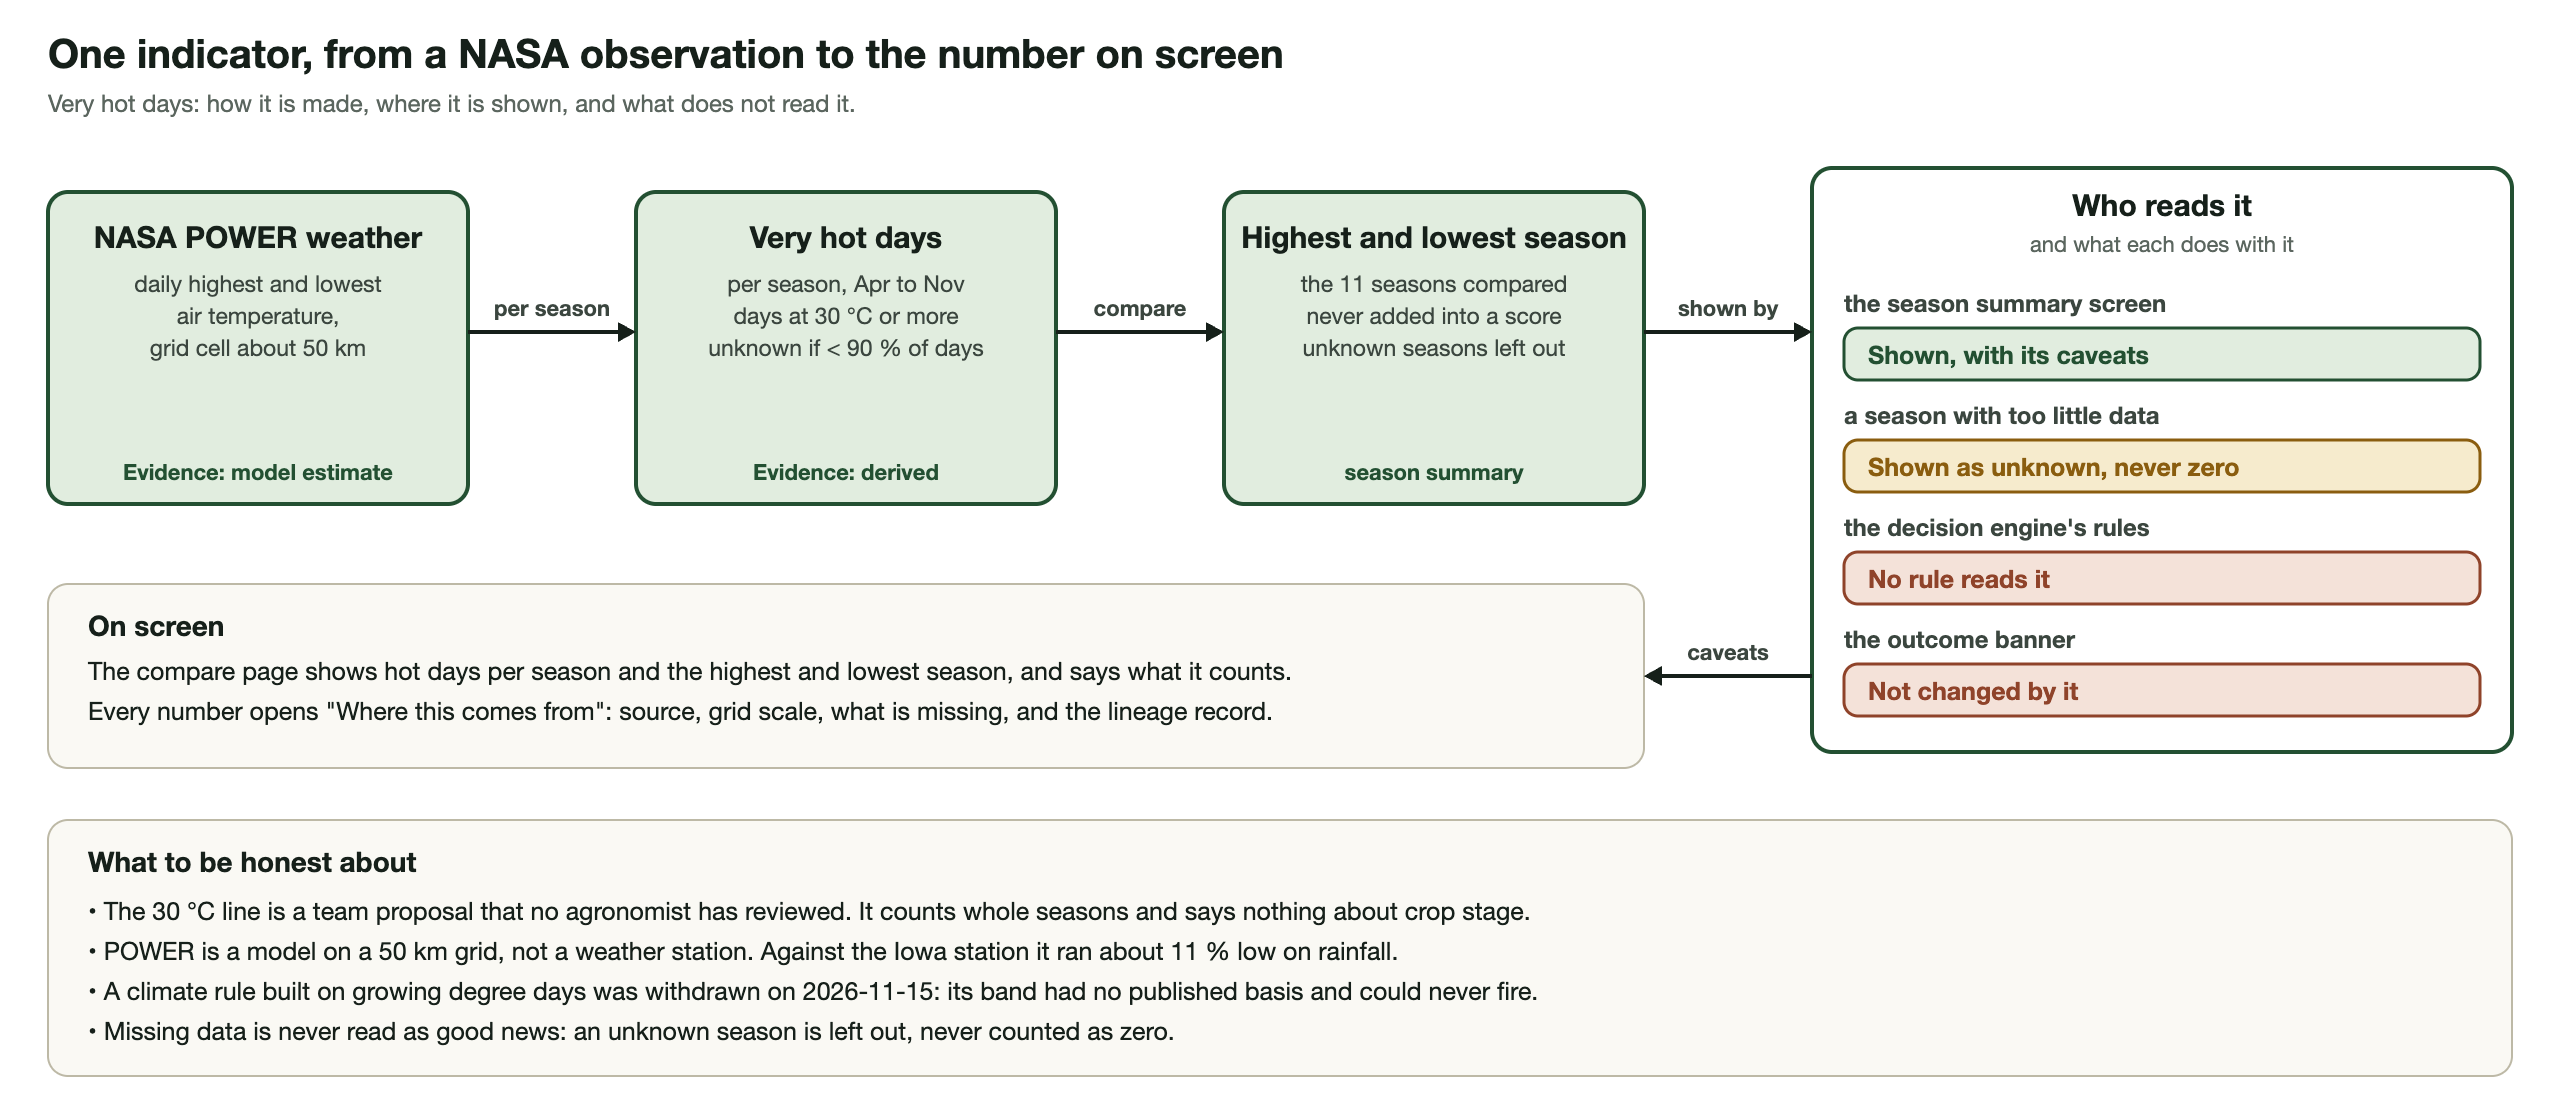 One indicator, from a NASA observation to the number on screen
Very hot days: how it is made, where it is shown, and what does not read it.
NASA POWER weather
daily highest and lowest
air temperature,
grid cell about 50 km
Evidence: model estimate
per season
Very hot days
per season, Apr to Nov
days at 30 °C or more
unknown if < 90 % of days
Evidence: derived
compare
Highest and lowest season
the 11 seasons compared
never added into a score
unknown seasons left out
season summary
shown by
Who reads it
and what each does with it
the season summary screen
Shown, with its caveats
a season with too little data
Shown as unknown, never zero
the decision engine's rules
No rule reads it
the outcome banner
Not changed by it
caveats
On screen
The compare page shows hot days per season and the highest and lowest season, and says what it counts.
Every number opens "Where this comes from": source, grid scale, what is missing, and the lineage record.
What to be honest about
• The 30 °C line is a team proposal that no agronomist has reviewed. It counts whole seasons and says nothing about crop stage.
• POWER is a model on a 50 km grid, not a weather station. Against the Iowa station it ran about 11 % low on rainfall.
• A climate rule built on growing degree days was withdrawn on 2026-11-15: its band had no published basis and could never fire.
• Missing data is never read as good news: an unknown season is left out, never counted as zero.